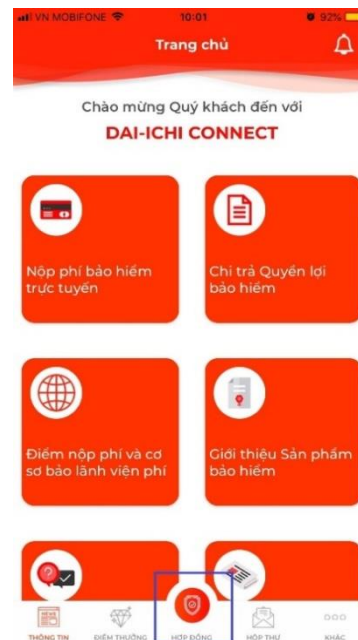 VN MOBIFONE 10:01 92%
Trang chủ
Chào mừng Quý khách đến với
DAI-ICHI CONNECT
Nộp phí bảo hiểm
trực tuyến
Chi trả Quyền lợi
bảo hiểm
Điểm nộp phí và cơ
sơ bảo lãnh viện phí
Giới thiệu Sản phẩm
bảo hiểm
NEWS
THÔNG TIN ĐIỂM THƯỞNG HỢP ĐỒNG HỘP THƯ KHÁC